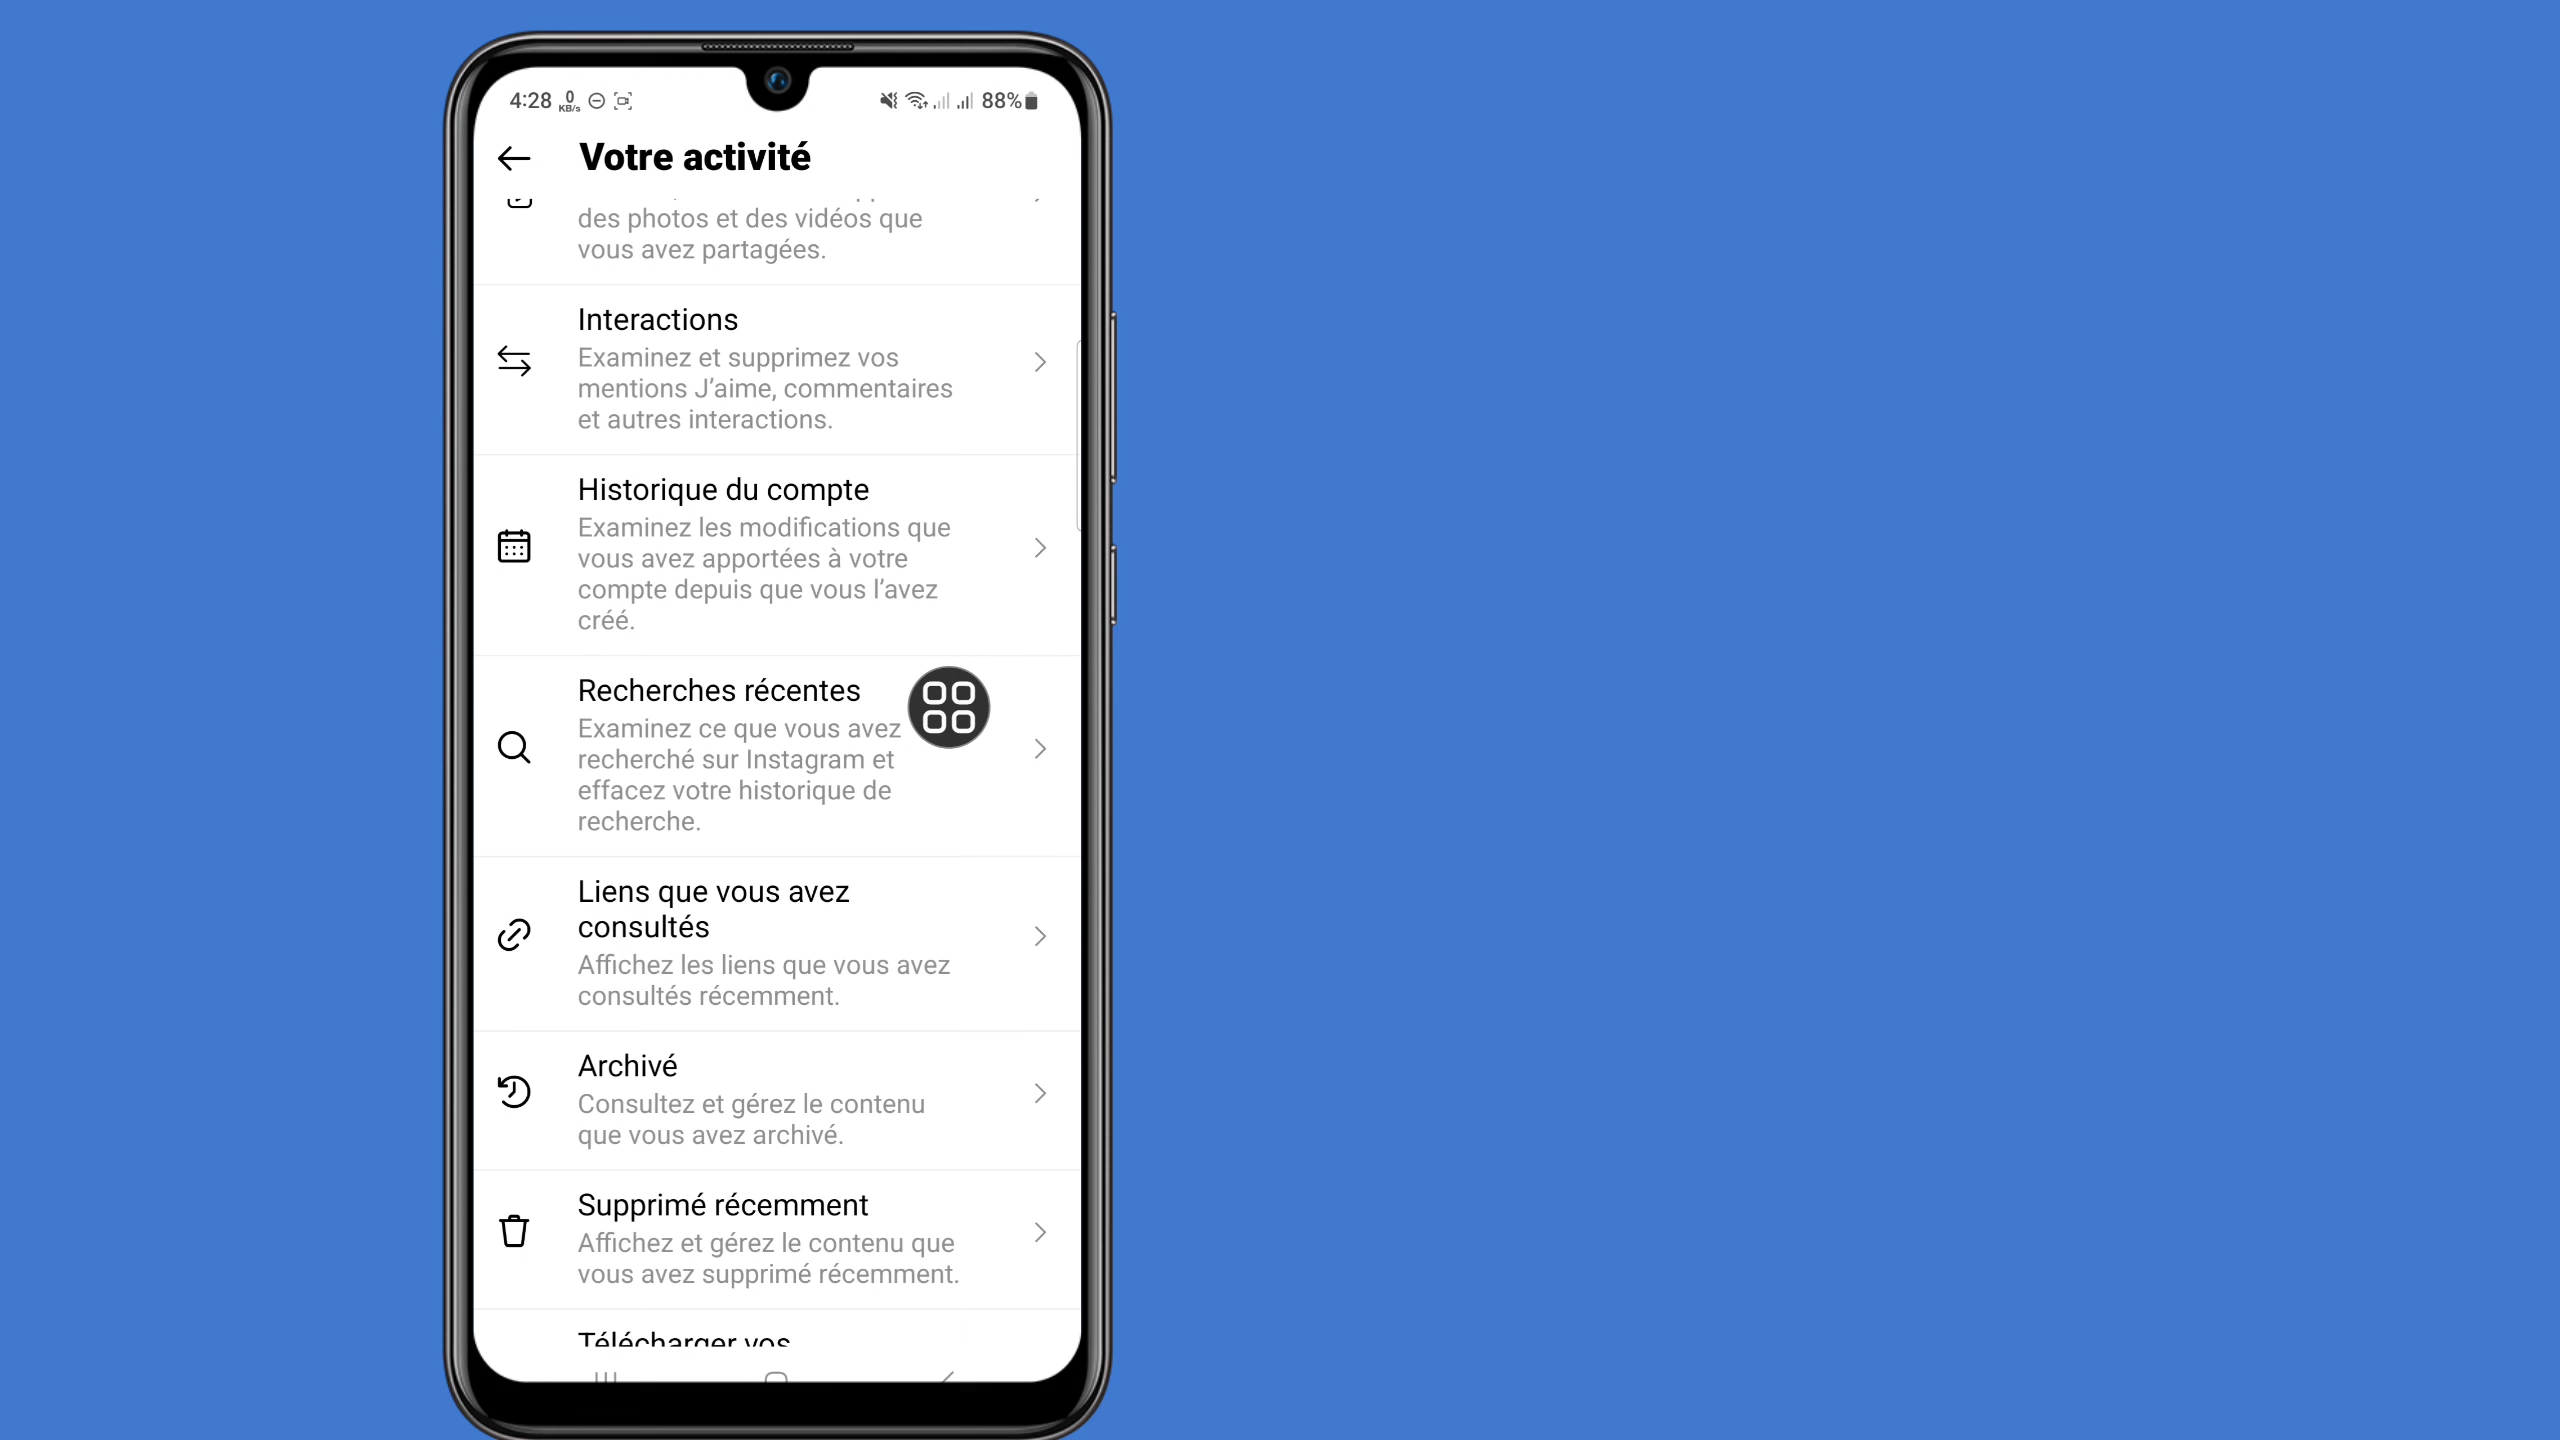 4:28 0 KB/s 88%
Votre activité
des photos et des vidéos que
vous avez partagées.
Interactions
Examinez et supprimez vos
mentions J’aime, commentaires
et autres interactions.
Historique du compte
Examinez les modifications que
vous avez apportées à votre
compte depuis que vous l’avez
créé.
Recherches récentes
Examinez ce que vous avez
recherché sur Instagram et
effacez votre historique de
recherche.
Liens que vous avez
consultés
Affichez les liens que vous avez
consultés récemment.
Archivé
Consultez et gérez le contenu
que vous avez archivé.
Supprimé récemment
Affichez et gérez le contenu que
vous avez supprimé récemment.
Télécharger vos